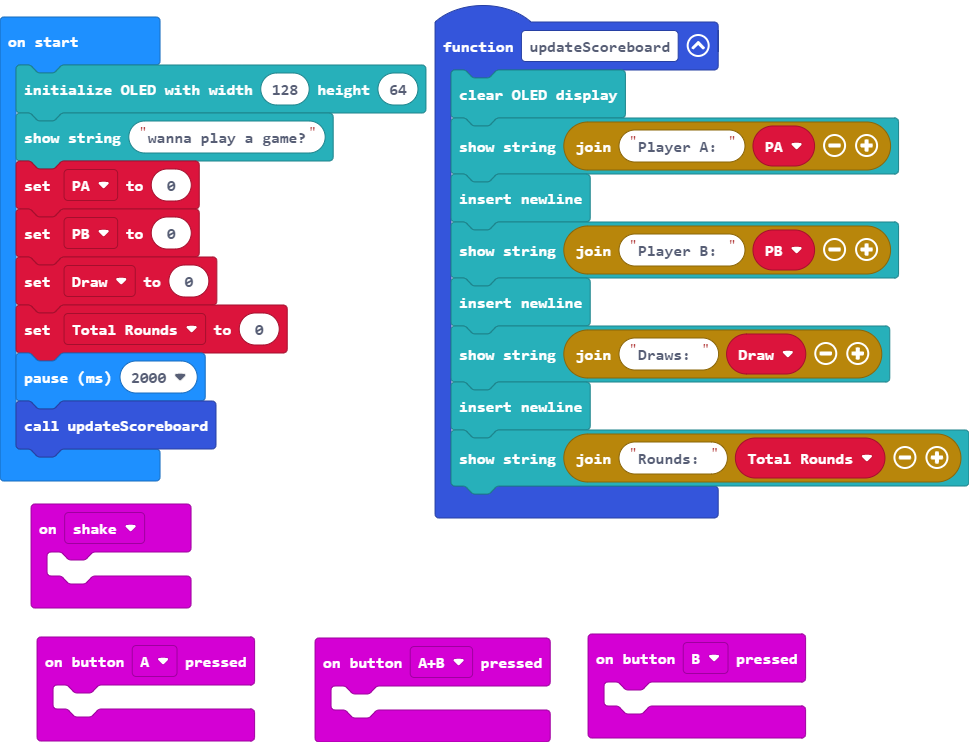 on start
initialize OLED with width 128 height 64
show string "wanna play a game?"
set PA to 0
set PB to 0
set Draw to 0
set Total Rounds to 0
pause (ms) 2000
call updateScoreboard
function updateScoreboard
clear OLED display
show string join "Player A: " PA
insert newline
show string join "Player B: " PB
insert newline
show string join "Draws: " Draw
insert newline
show string join "Rounds: " Total Rounds
on shake
on button A pressed
on button A+B pressed
on button B pressed